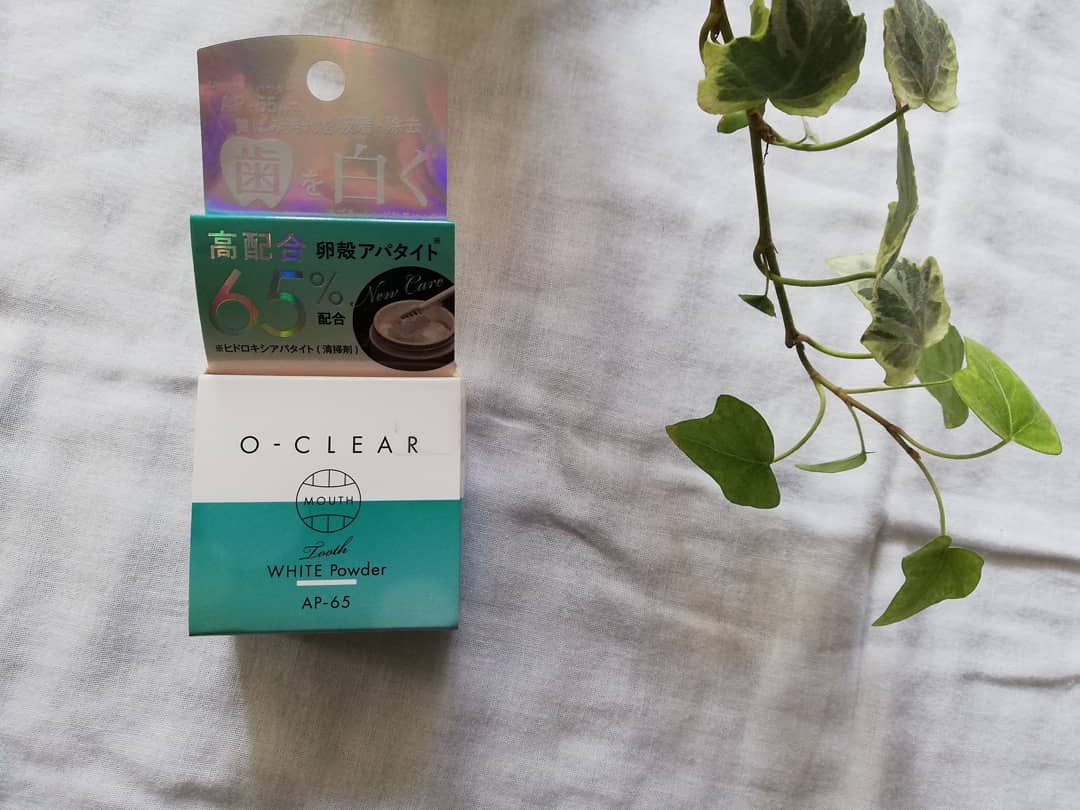 歯を白く
高配合 卵殻アパタイト※
65%配合
New Care
※ヒドロキシアパタイト(清掃剤)
O-CLEAR
MOUTH
Tooth
WHITE Powder
AP-65